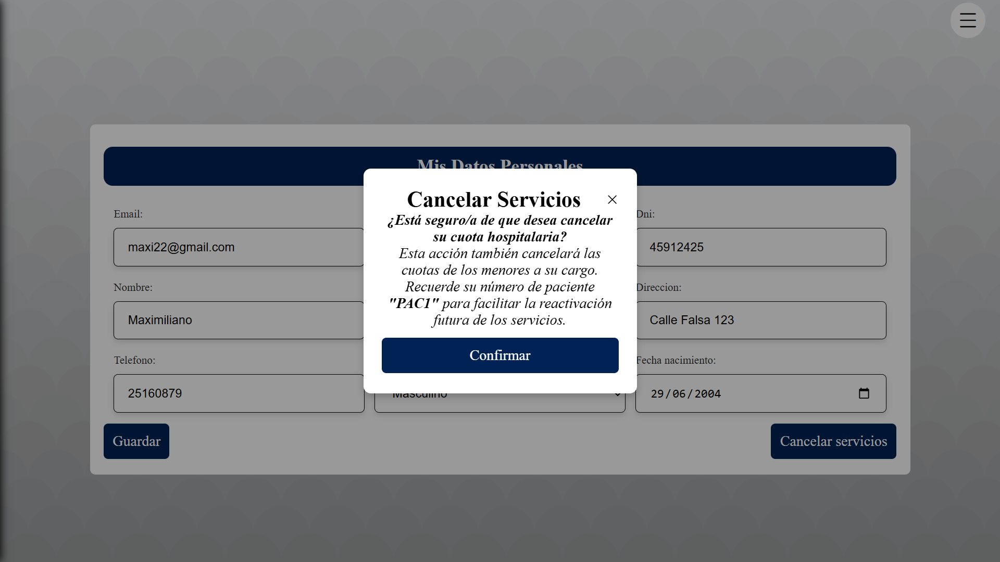 Mis Datos Personales
Cancelar Servicios
¿Está seguro/a de que desea cancelar
su cuota hospitalaria?
Esta acción también cancelará las
cuotas de los menores a su cargo.
Recuerde su número de paciente
"PAC1" para facilitar la reactivación
futura de los servicios.
Confirmar
Email:
Dni:
maxi22@gmail.com
45912425
Nombre:
Direccion:
Maximiliano
Calle Falsa 123
Telefono:
Fecha nacimiento:
25160879
Masculino
29/06/2004
Guardar
Cancelar servicios